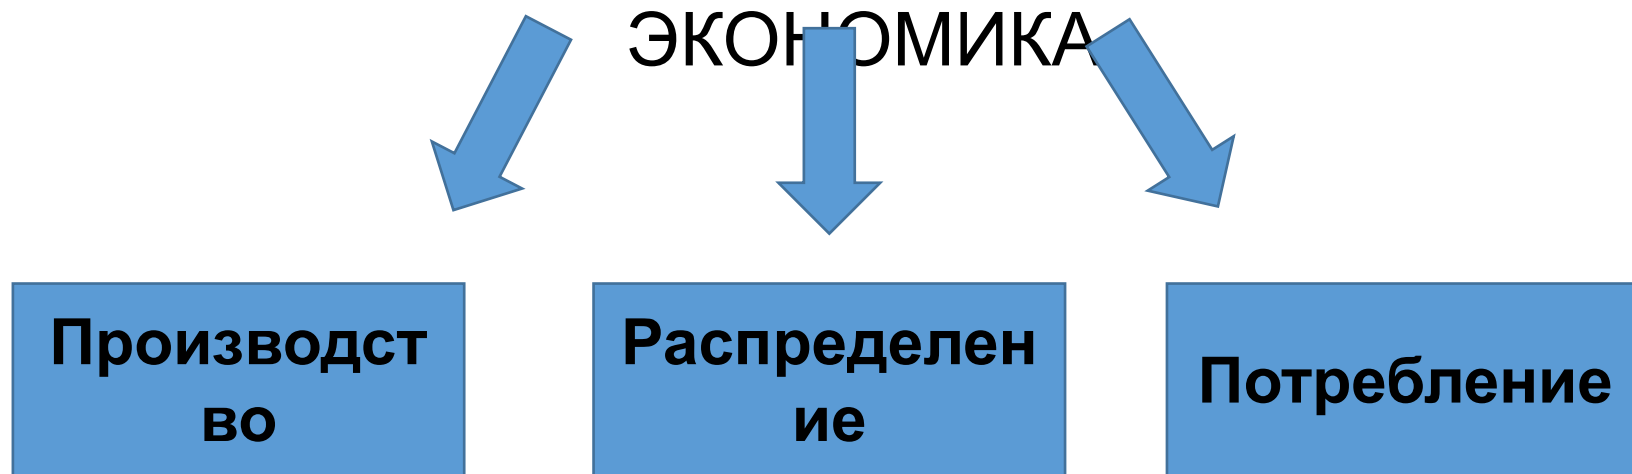 ЭКОНОМИКА
Производст
во
Распределен
ие
Потребление